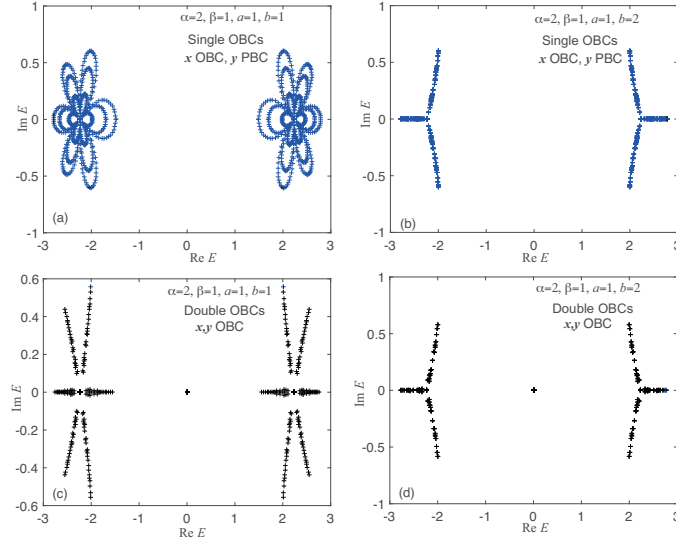 α=2, β=1, a=1, b=1
Single OBCs
x OBC, y PBC
1
0.5
0
0.5
-1
Im E
(a)
-3 -2 -1 0 1 2 3
Re E
α=2, β=1, a=1, b=2
Single OBCs
x OBC, y PBC
1
0.5
0
0.5
-1
Im E
(b)
-3 -2 -1 0 1 2 3
Re E
α=2, β=1, a=1, b=1
Double OBCs
x,y OBC
0.6
0.4
0.2
0
-0.2
-0.4
-0.6
Im E
(c)
-3 -2 -1 0 1 2 3
Re E
α=2, β=1, a=1, b=2
Double OBCs
x,y OBC
1
0.5
0
-0.5
-1
Im E
(d)
-3 -2 -1 0 1 2 3
Re E